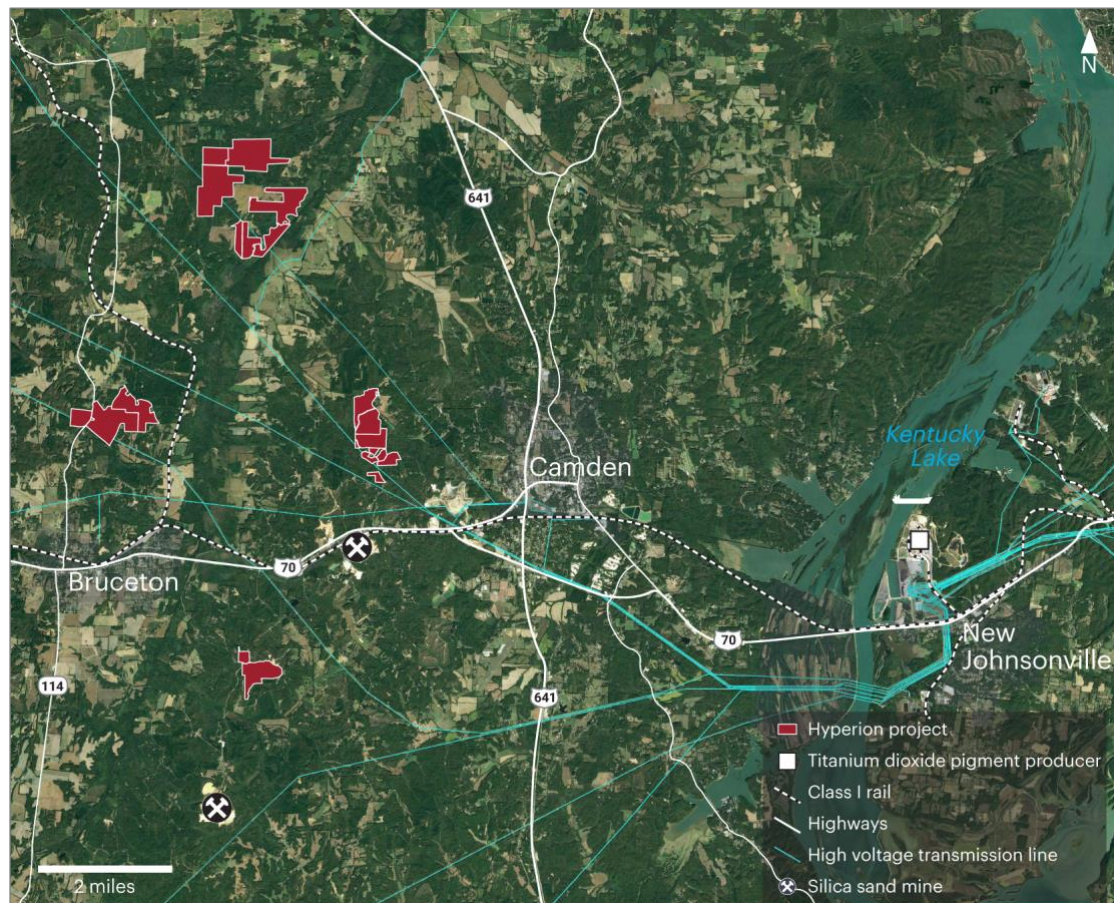 N
641
Kentucky
Lake
Camden
70
Bruceton
70
New
Johnsonville
114
641
Hyperion project
Titanium dioxide pigment producer
Class I rail
Highways
High voltage transmission line
Silica sand mine
2 miles